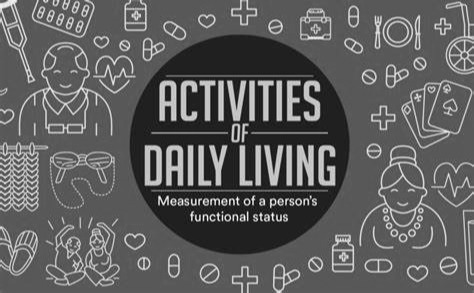 ACTIVITIES
OF
DAILY LIVING
Measurement of a person's
functional status